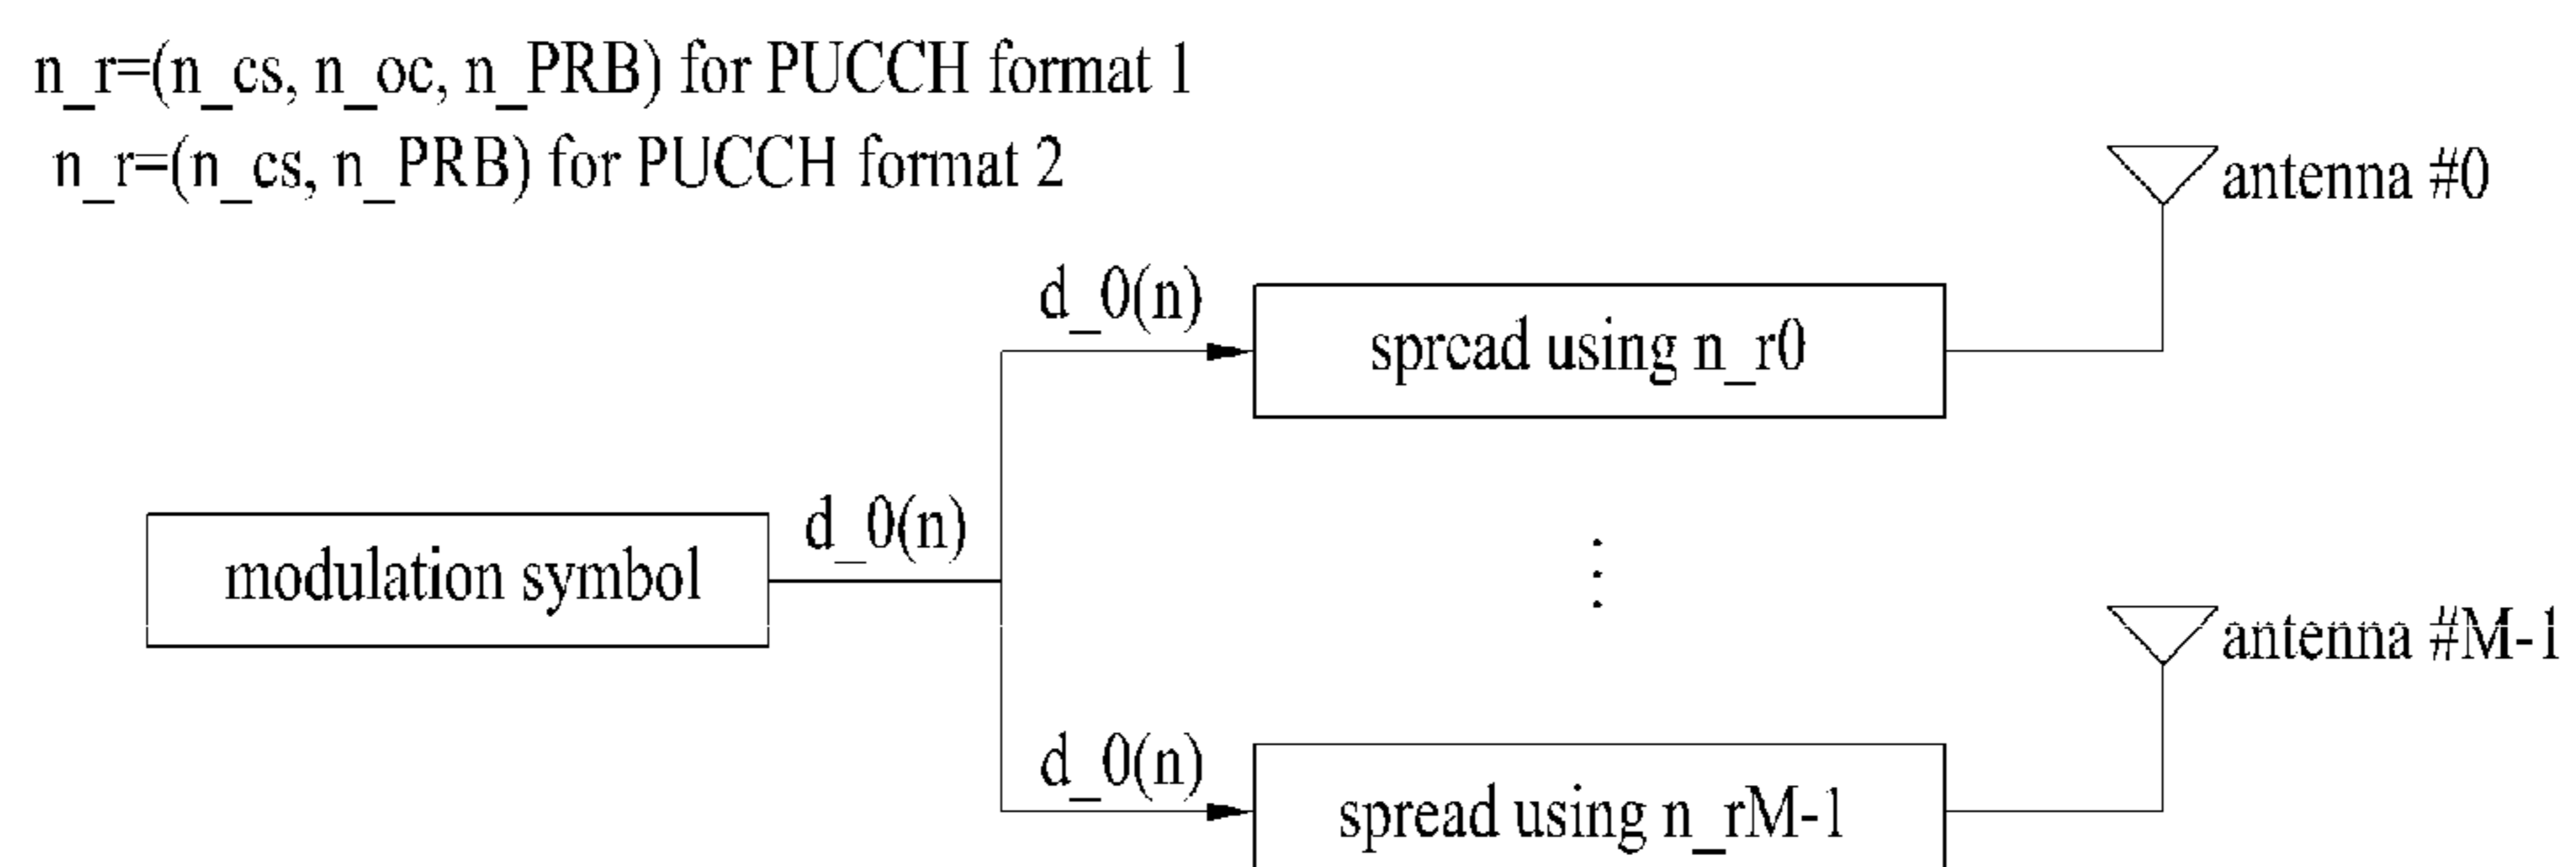 n_r=(n_cs, n_oc, n_PRB) for PUCCH format 1
n_r=(n_cs, n_PRB) for PUCCH format 2
antenna #0
d_0(n)
spread using n_r0
d_0(n)
modulation symbol
antenna #M-1
d_0(n)
spread using n_rM-1